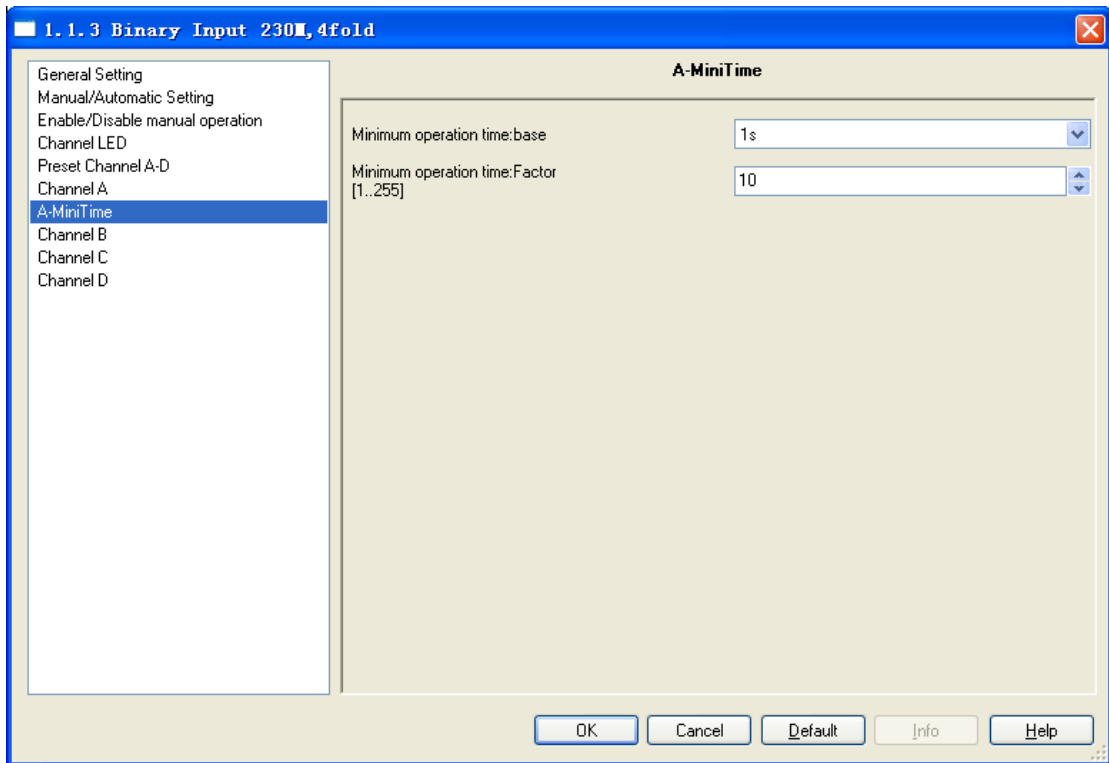 1.1.3 Binary Input 230M,4fold
General Setting
Manual/Automatic Setting
Enable/Disable manual operation
Channel LED
Preset Channel A-D
Channel A
A-MiniTime
Channel B
Channel C
Channel D
A-MiniTime
Minimum operation time:base
1s
Minimum operation time:Factor
[1..255]
10
OK
Cancel
Default
Info
Help